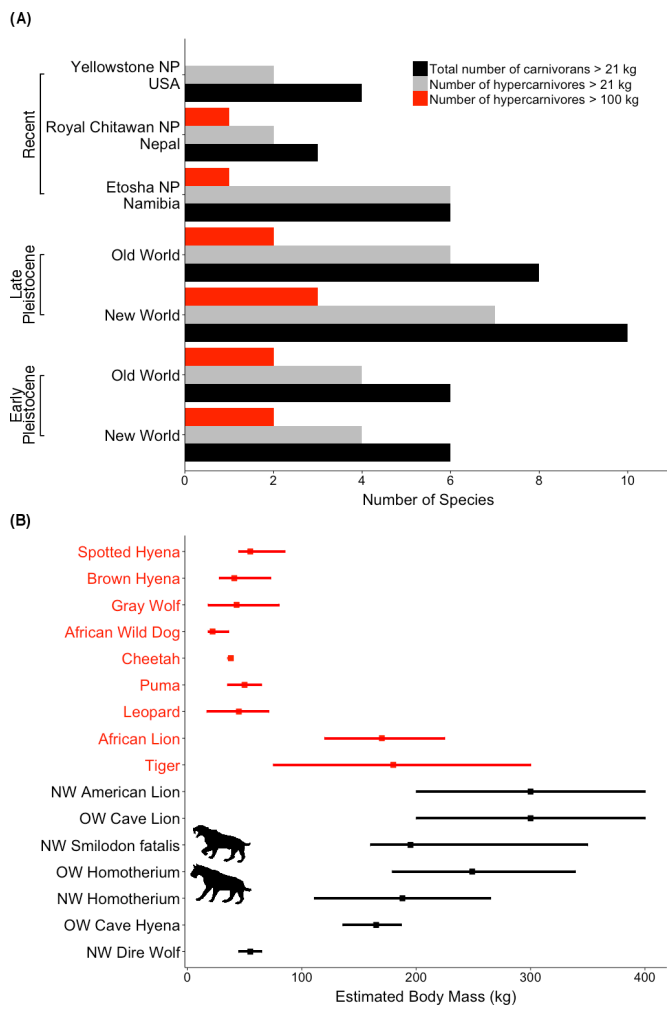 (A)
Yellowstone NP
USA
Royal Chitawan NP
Nepal
Etosha NP
Namibia
Old World
New World
Old World
New World
Recent
Late
Pleistocene
Early
Pleistocene
Total number of carnivorans > 21 kg
Number of hypercarnivores > 21 kg
Number of hypercarnivores > 100 kg
0 2 4 6 8 10
Number of Species
(B)
Spotted Hyena
Brown Hyena
Gray Wolf
African Wild Dog
Cheetah
Puma
Leopard
African Lion
Tiger
NW American Lion
OW Cave Lion
NW Smilodon fatalis
OW Homotherium
NW Homotherium
OW Cave Hyena
NW Dire Wolf
0 100 200 300 400
Estimated Body Mass (kg)